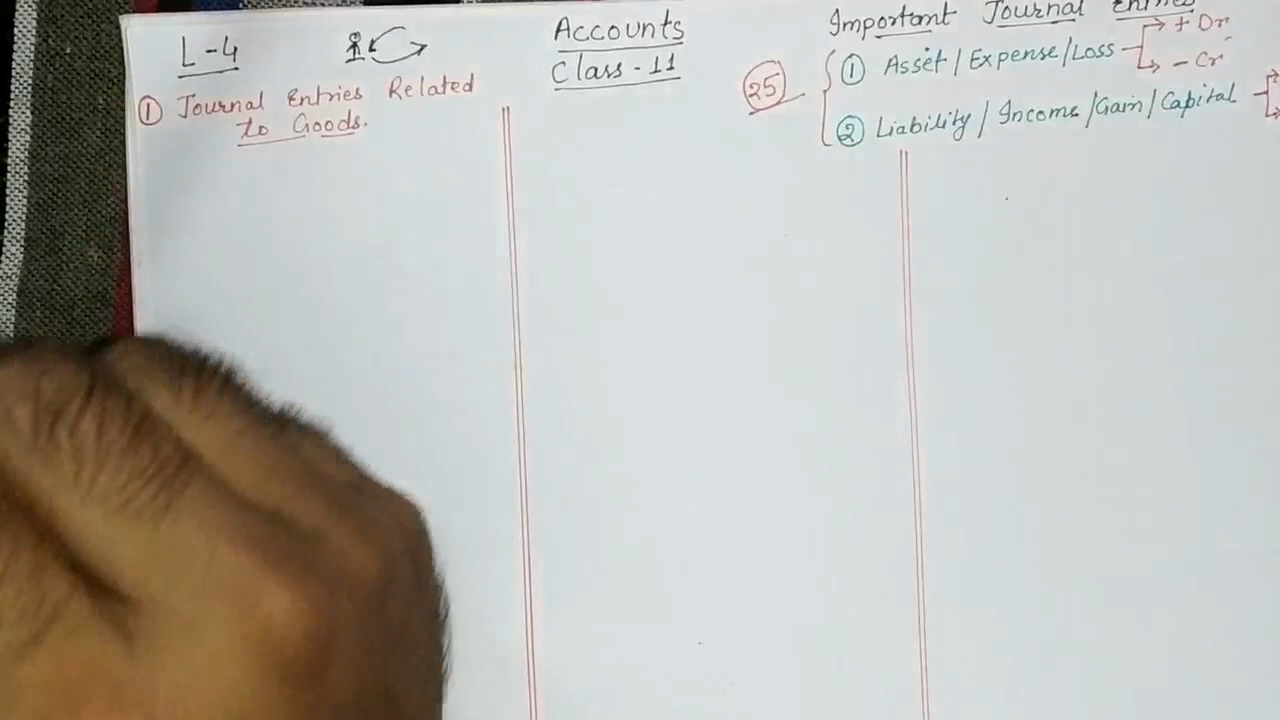 L-4
Accounts
Class-11
Important Journal Entries
① Journal Entries Related
to Goods.
25
① Asset/Expense/Loss
+ Dr
- Cr
② Liability/Income/Gain/Capital